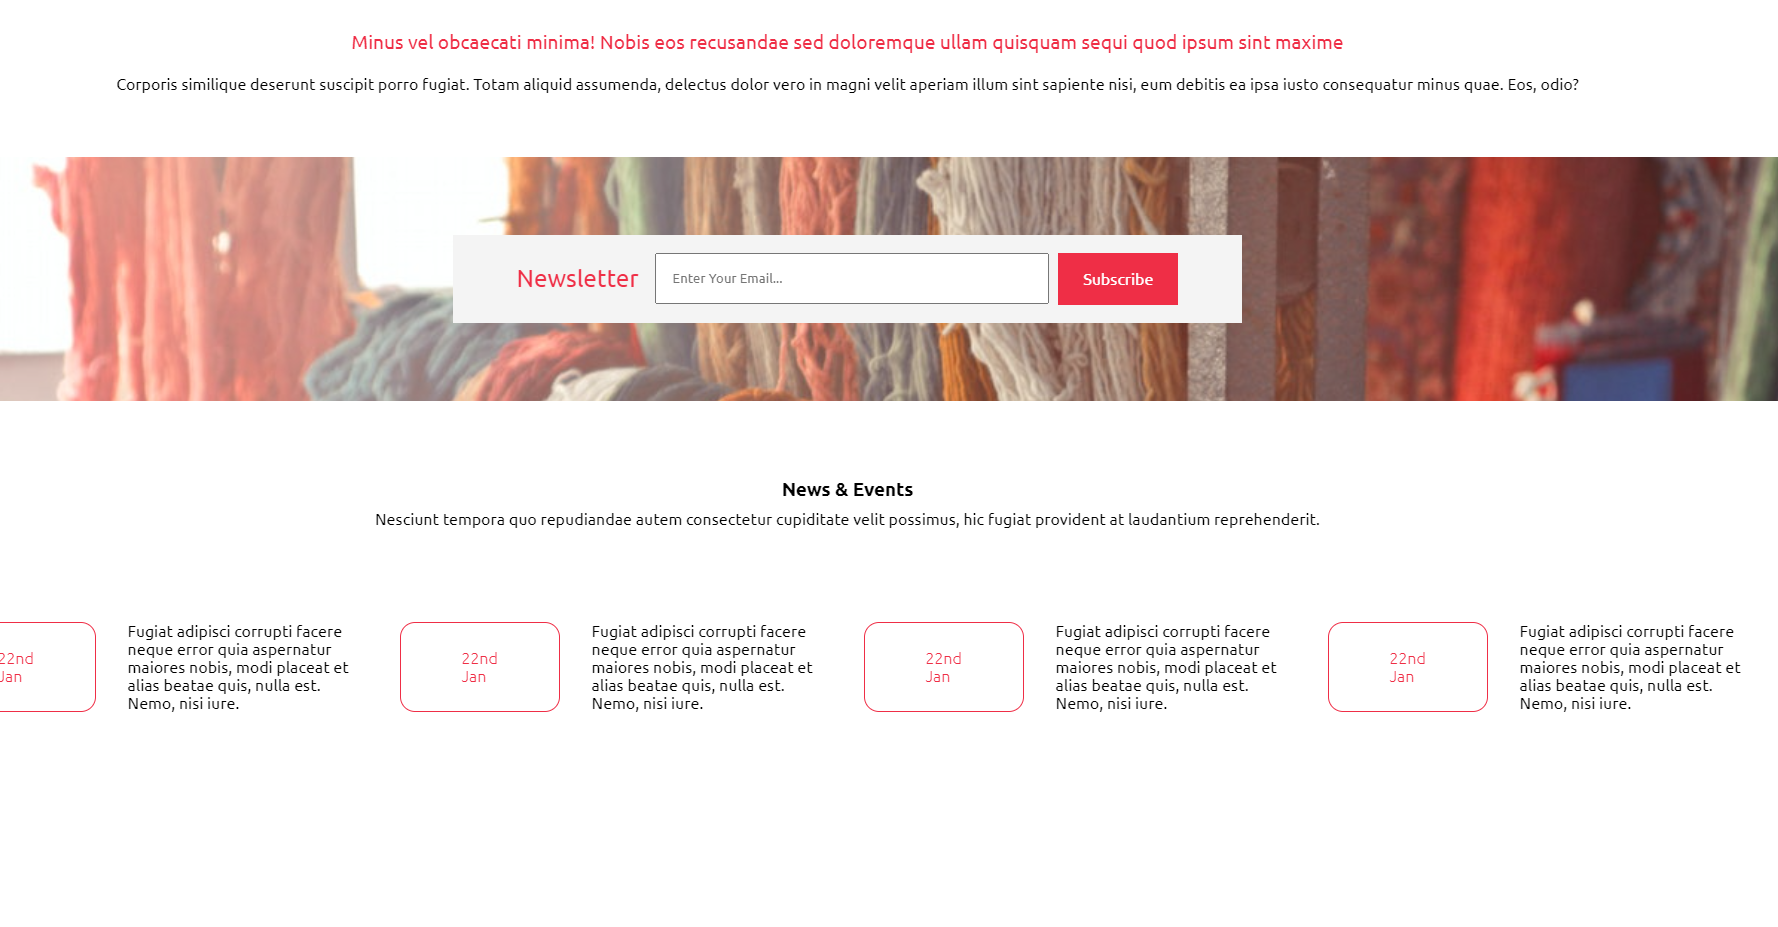 Minus vel obcaecati minima! Nobis eos recusandae sed doloremque ullam quisquam sequi quod ipsum sint maxime
Corporis similique deserunt suscipit porro fugiat. Totam aliquid assumenda, delectus dolor vero in magni velit aperiam illum sint sapiente nisi, eum debitis ea ipsa iusto consequatur minus quae. Eos, odio?
Newsletter
Enter Your Email...
Subscribe
News & Events
Nesciunt tempora quo repudiandae autem consectetur cupiditate velit possimus, hic fugiat provident at laudantium reprehenderit.
22nd
Jan
Fugiat adipisci corrupti facere
neque error quia aspernatur
maiores nobis, modi placeat et
alias beatae quis, nulla est.
Nemo, nisi iure.
22nd
Jan
Fugiat adipisci corrupti facere
neque error quia aspernatur
maiores nobis, modi placeat et
alias beatae quis, nulla est.
Nemo, nisi iure.
22nd
Jan
Fugiat adipisci corrupti facere
neque error quia aspernatur
maiores nobis, modi placeat et
alias beatae quis, nulla est.
Nemo, nisi iure.
22nd
Jan
Fugiat adipisci corrupti facere
neque error quia aspernatur
maiores nobis, modi placeat et
alias beatae quis, nulla est.
Nemo, nisi iure.